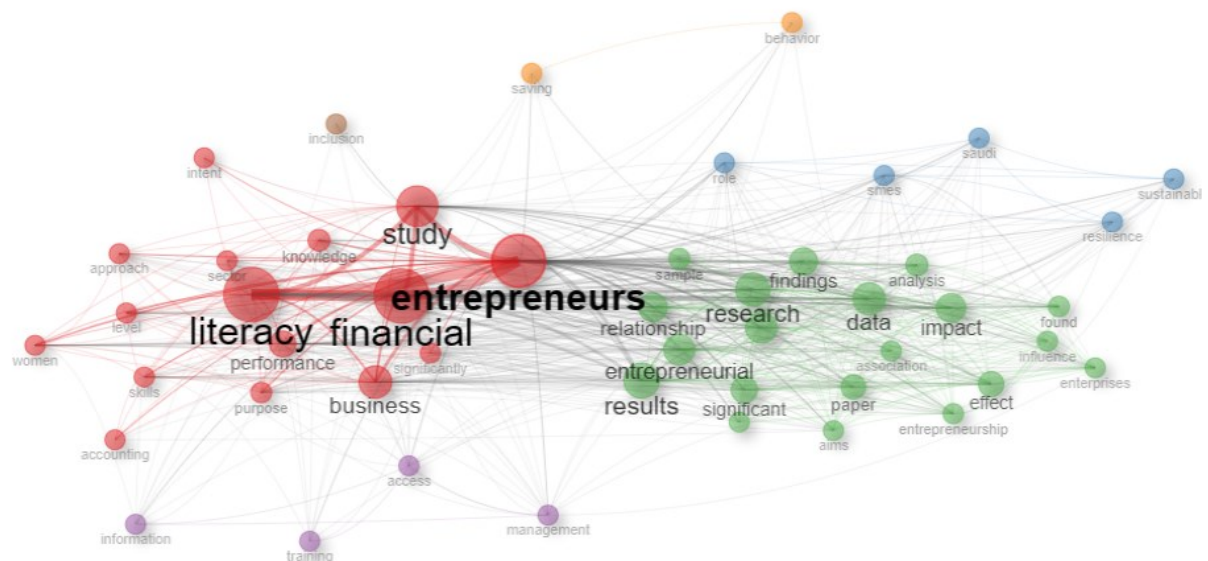 behavior
saving
inclusion
saudi
intent
role
smes
sustainabl
resilience
study
knowledge
approach
sector
sample
findings
analysis
entrepreneurs
literacy
financial
relationship
research
data
impact
found
level
women
performance
significantly
association
influence
skills
purpose
business
entrepreneurial
results
significant
paper
effect
enterprises
entrepreneurship
aims
accounting
access
information
management
training